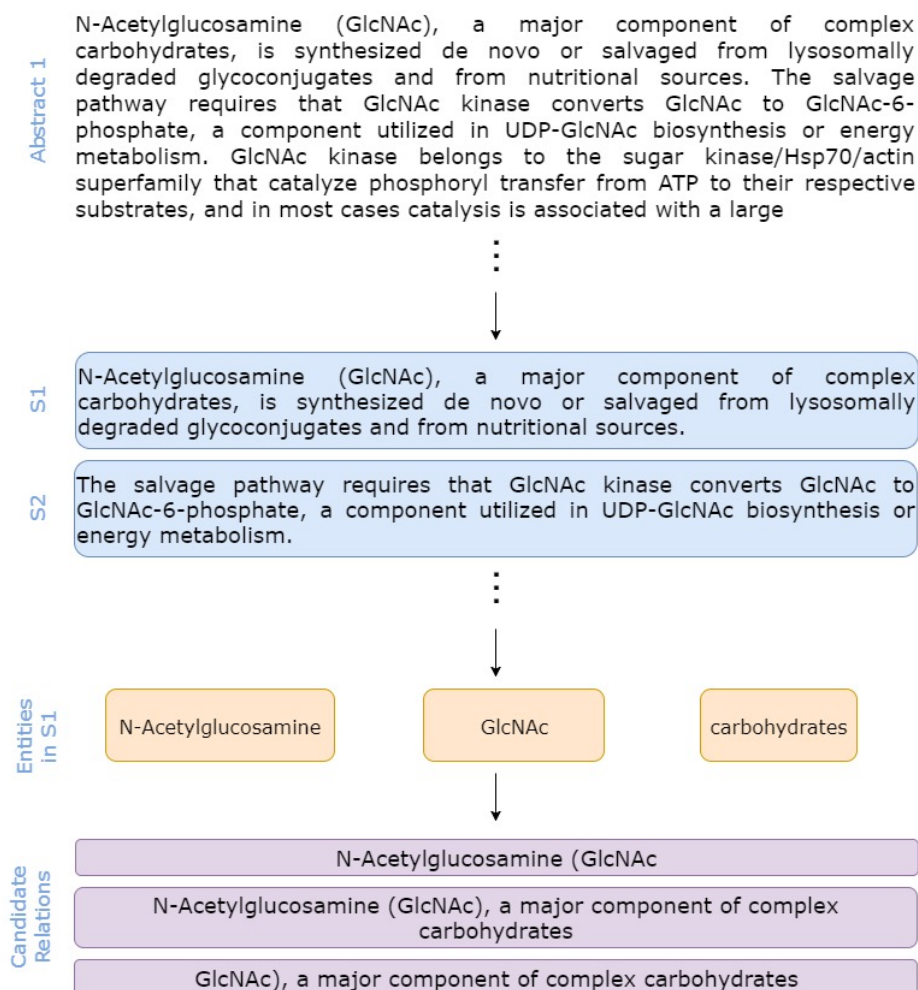 Abstract 1
N-Acetylglucosamine (GlcNAc), a major component of complex
carbohydrates, is synthesized de novo or salvaged from lysosomally
degraded glycoconjugates and from nutritional sources. The salvage
pathway requires that GlcNAc kinase converts GlcNAc to GlcNAc-6-
phosphate, a component utilized in UDP-GlcNAc biosynthesis or energy
metabolism. GlcNAc kinase belongs to the sugar kinase/Hsp70/actin
superfamily that catalyze phosphoryl transfer from ATP to their respective
substrates, and in most cases catalysis is associated with a large
S1
N-Acetylglucosamine (GlcNAc), a major component of complex
carbohydrates, is synthesized de novo or salvaged from lysosomally
degraded glycoconjugates and from nutritional sources.
S2
The salvage pathway requires that GlcNAc kinase converts GlcNAc to
GlcNAc-6-phosphate, a component utilized in UDP-GlcNAc biosynthesis or
energy metabolism.
Entities
in S1
N-Acetylglucosamine
GlcNAc
carbohydrates
Candidate
Relations
N-Acetylglucosamine (GlcNAc
N-Acetylglucosamine (GlcNAc), a major component of complex
carbohydrates
GlcNAc), a major component of complex carbohydrates